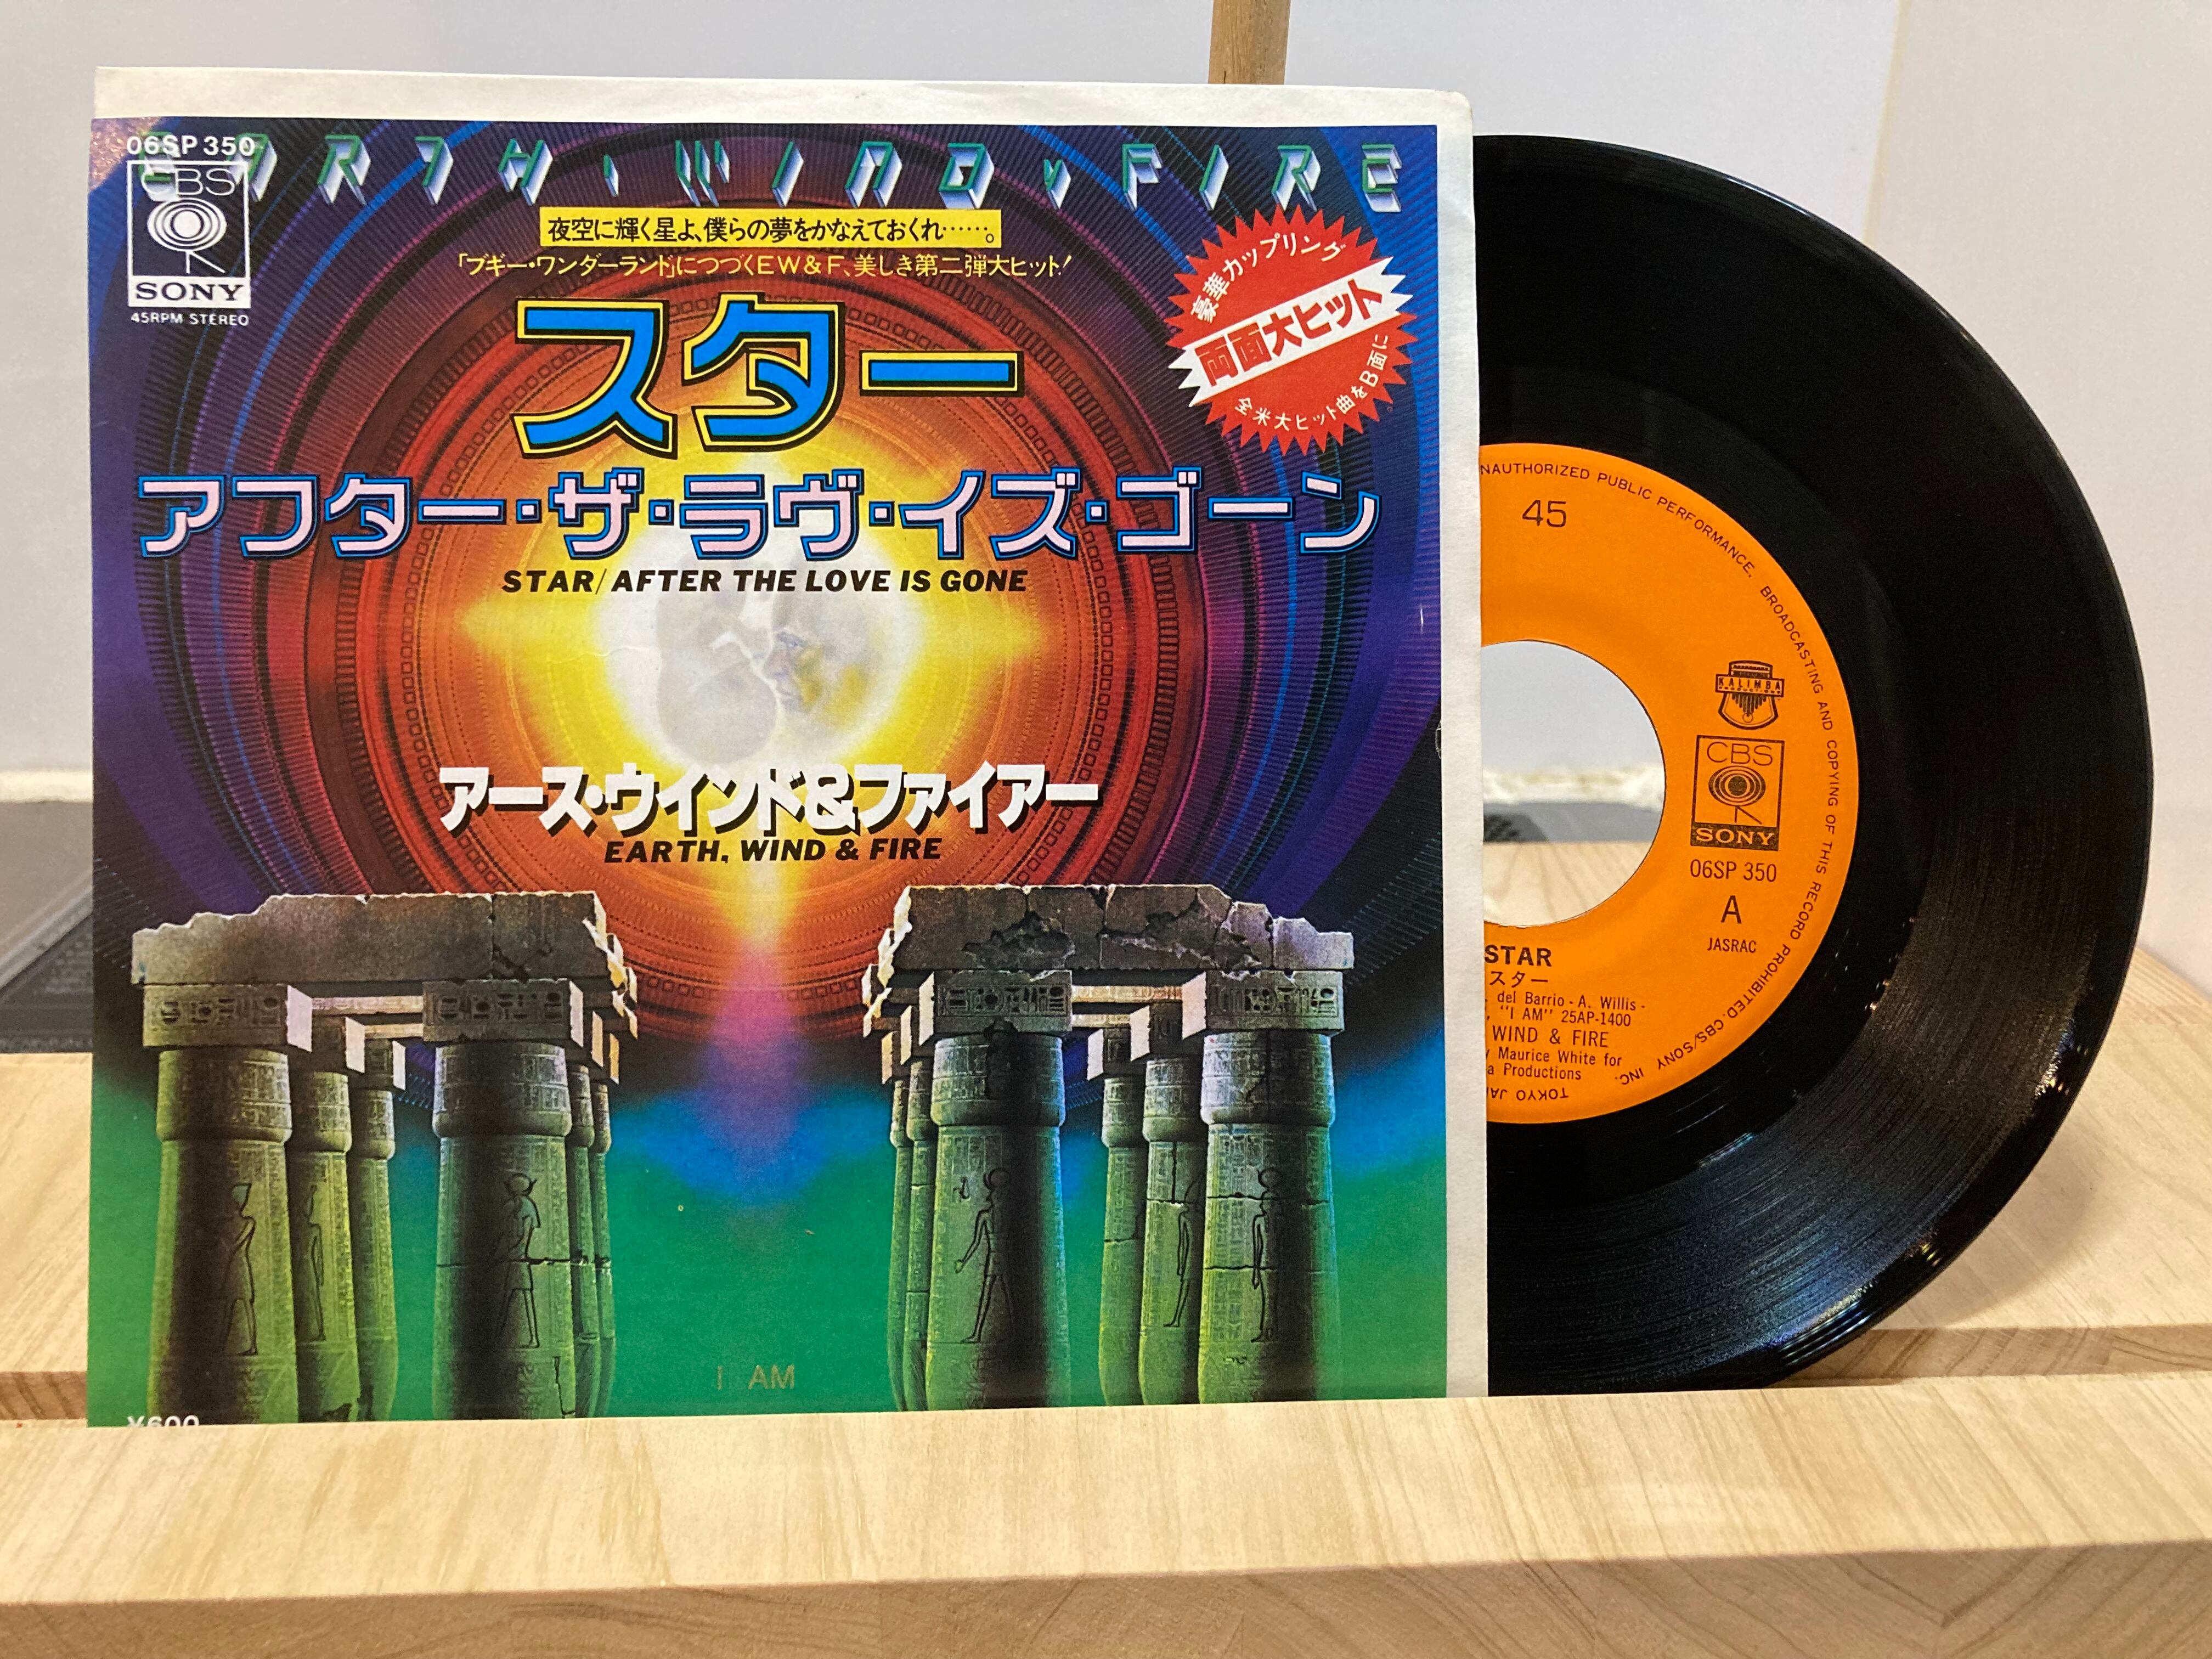 06SP 350
EARTH, WIND & FIRE
CBS
SONY
45RPM STEREO
夜空に輝く星よ、僕らの夢をかなえておくれ……。
「ブギー・ワンダーランド」につづくEW&F、美しき第二弾大ヒット!
豪華カップリング
両面大ヒット
全米大ヒット曲をB面に
スター
アフター・ザ・ラヴ・イズ・ゴーン
STAR/AFTER THE LOVE IS GONE
アース・ウインド&ファイアー
EARTH, WIND & FIRE
I AM
¥600
NAUTHORIZED PUBLIC PERFORMANCE, BROADCASTING AND COPYING OF THIS RECORD PROHIBITED. CBS/SONY INC. TOKYO JA
45
KALIMBA
PRODUCTIONS
CBS
SONY
06SP 350
A
JASRAC
STAR
スター
del Barrio - A. Willis -
"I AM" 25AP-1400
WIND & FIRE
y Maurice White for
a Productions